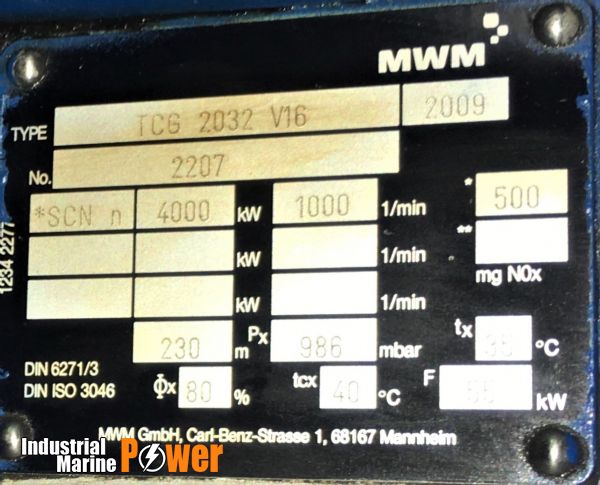 MWM
TYPE TCG 2032 V16 2009
No. 2207
*SCN n 4000 kW 1000 1/min * 500
kW 1/min **
mg NOx
kW 1/min
230 m Px 986 mbar tx 35 °C
DIN 6271/3
DIN ISO 3046 Φx 80 % tcx 40 °C F 55 kW
MWM GmbH, Carl-Benz-Strasse 1, 68167 Mannheim
1234 2277
Industrial
Marine Power